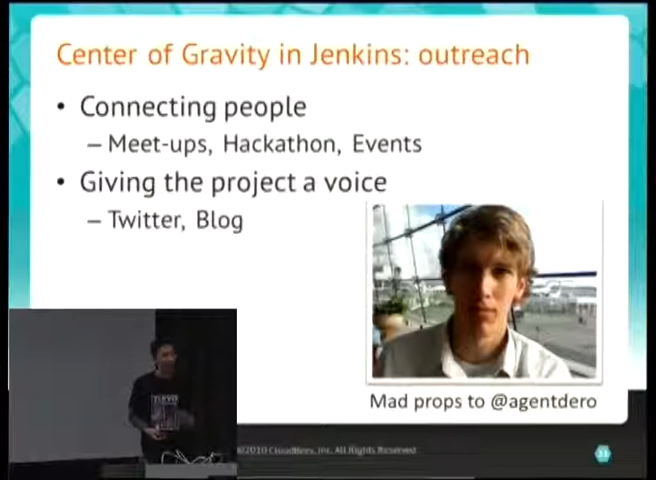 Center of Gravity in Jenkins: outreach
• Connecting people
– Meet-ups, Hackathon, Events
• Giving the project a voice
– Twitter, Blog
Mad props to @agentdero
©2010 CloudBees, Inc. All Rights Reserved